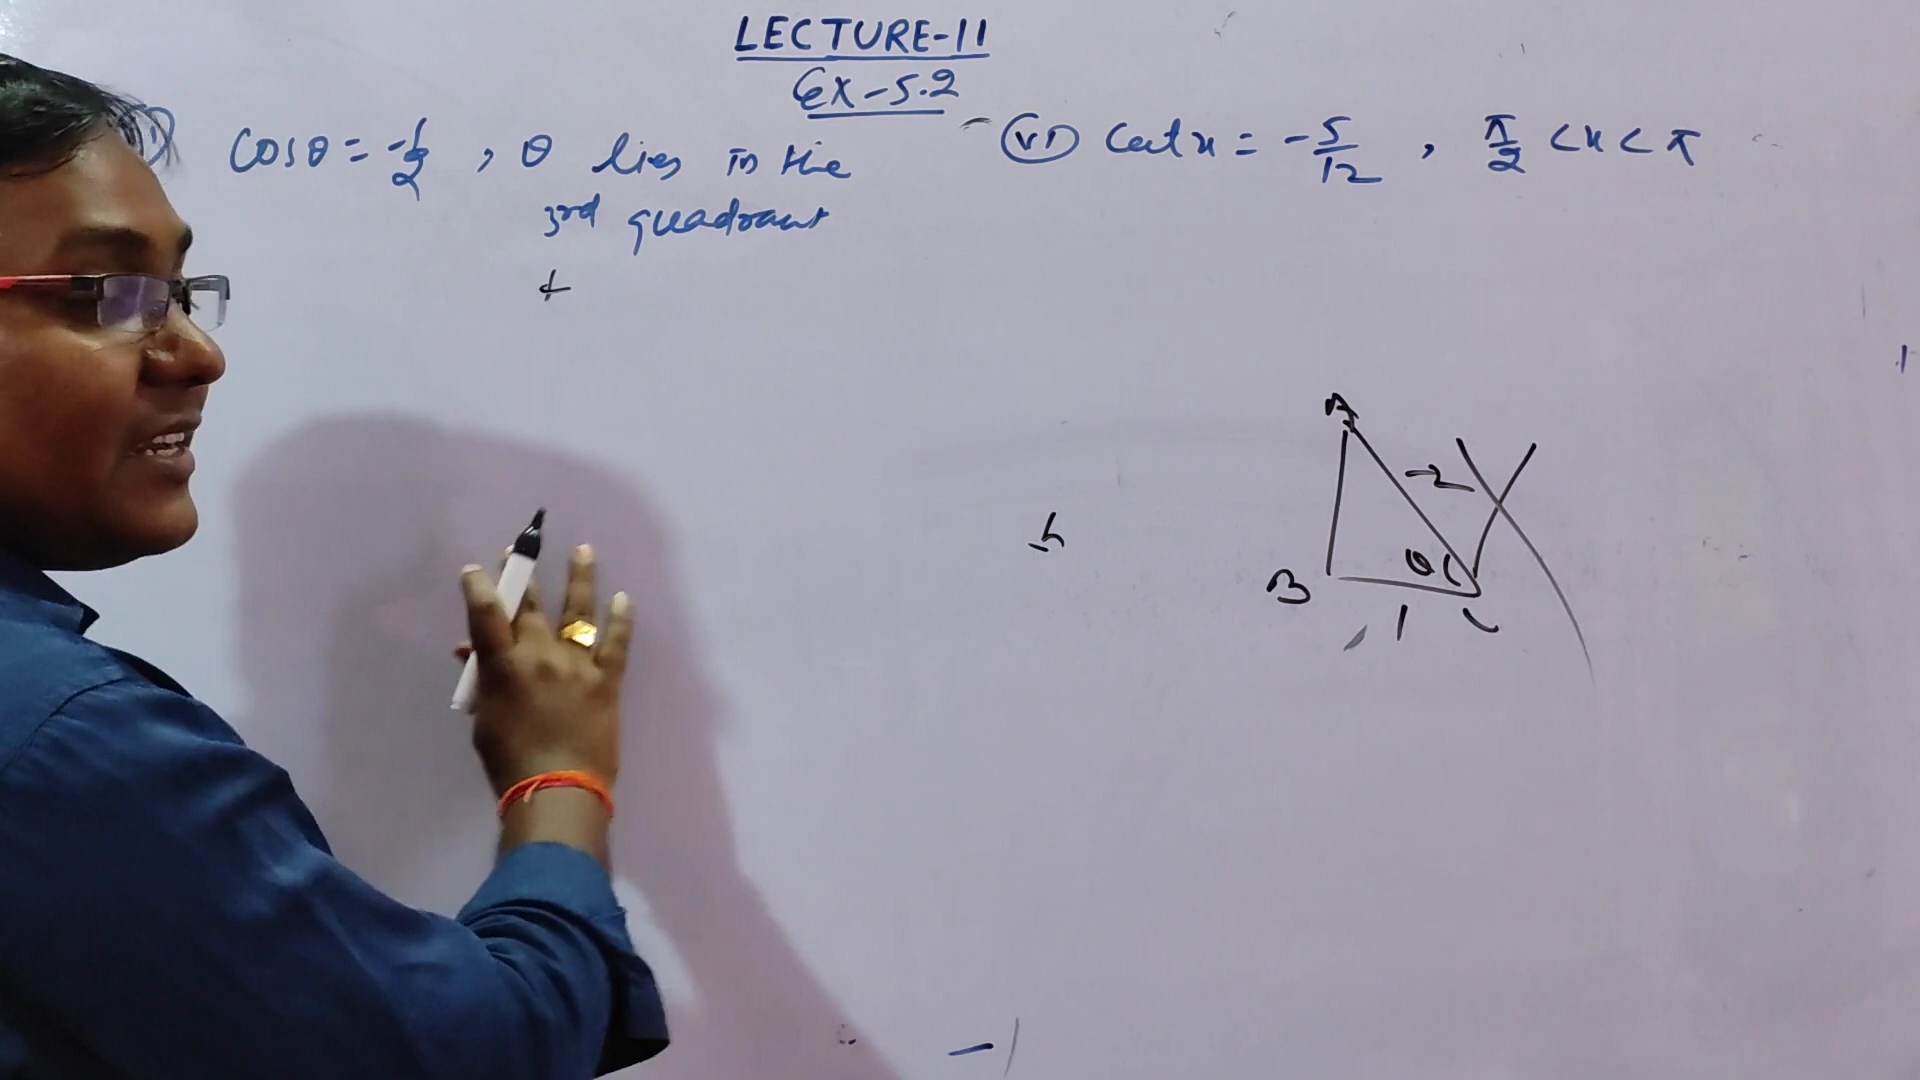 LECTURE-11
Ex-5.2
cosθ = -1/2 , θ lies in the
3rd quadrant
(vi) Cot x = -5/12 , π/2 < x < π
A
-2
θ
B
1